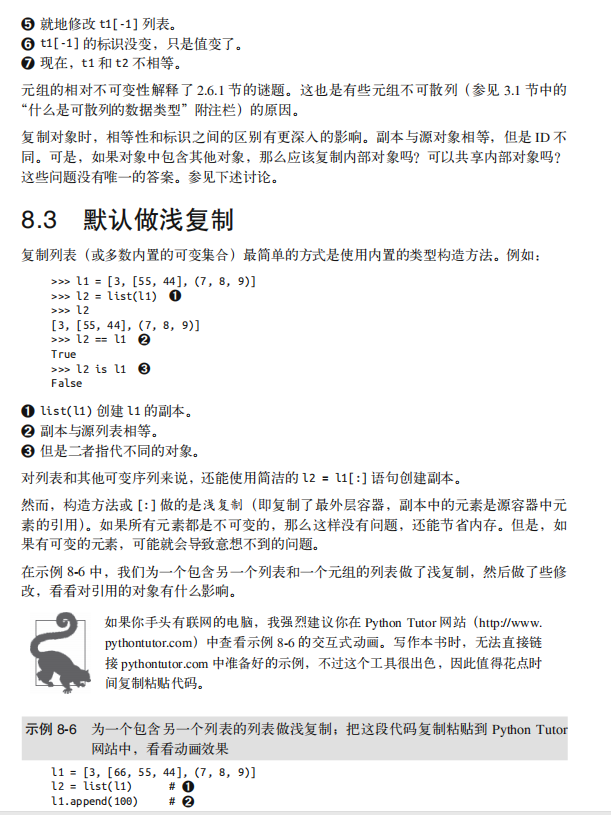 ❺ 就地修改 t1[-1] 列表。
❻ t1[-1] 的标识没变，只是值变了。
❼ 现在，t1 和 t2 不相等。
元组的相对不可变性解释了 2.6.1 节的谜题。这也是有些元组不可散列（参见 3.1 节中的
“什么是可散列的数据类型”附注栏）的原因。
复制对象时，相等性和标识之间的区别有更深入的影响。副本与源对象相等，但是 ID 不
同。可是，如果对象中包含其他对象，那么应该复制内部对象吗？可以共享内部对象吗？
这些问题没有唯一的答案。参见下述讨论。
8.3 默认做浅复制
复制列表（或多数内置的可变集合）最简单的方式是使用内置的类型构造方法。例如：
>>> l1 = [3, [55, 44], (7, 8, 9)]
>>> l2 = list(l1) ❶
>>> l2
[3, [55, 44], (7, 8, 9)]
>>> l2 == l1 ❷
True
>>> l2 is l1 ❸
False
❶ list(l1) 创建 l1 的副本。
❷ 副本与源列表相等。
❸ 但是二者指代不同的对象。
对列表和其他可变序列来说，还能使用简洁的 l2 = l1[:] 语句创建副本。
然而，构造方法或 [:] 做的是浅复制（即复制了最外层容器，副本中的元素是源容器中元
素的引用）。如果所有元素都是不可变的，那么这样没有问题，还能节省内存。但是，如
果有可变的元素，可能就会导致意想不到的问题。
在示例 8-6 中，我们为一个包含另一个列表和一个元组的列表做了浅复制，然后做了些修
改，看看对引用的对象有什么影响。
如果你手头有联网的电脑，我强烈建议你在 Python Tutor 网站（http://www.
pythontutor.com）中查看示例 8-6 的交互式动画。写作本书时，无法直接链
接 pythontutor.com 中准备好的示例，不过这个工具很出色，因此值得花点时
间复制粘贴代码。
示例 8-6 为一个包含另一个列表的列表做浅复制；把这段代码复制粘贴到 Python Tutor
网站中，看看动画效果
l1 = [3, [66, 55, 44], (7, 8, 9)]
l2 = list(l1) # ❶
l1.append(100) # ❷